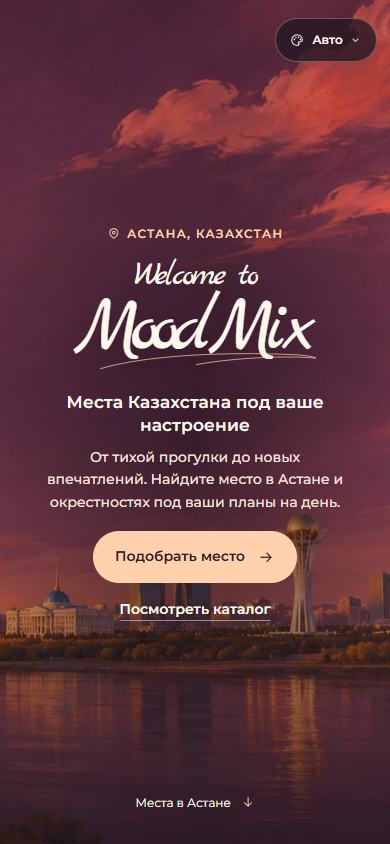 Авто
АСТАНА, КАЗАХСТАН
Welcome to
MoodMix
Места Казахстана под ваше
настроение
От тихой прогулки до новых
впечатлений. Найдите место в Астане и
окрестностях под ваши планы на день.
Подобрать место →
Посмотреть каталог
Места в Астане ↓